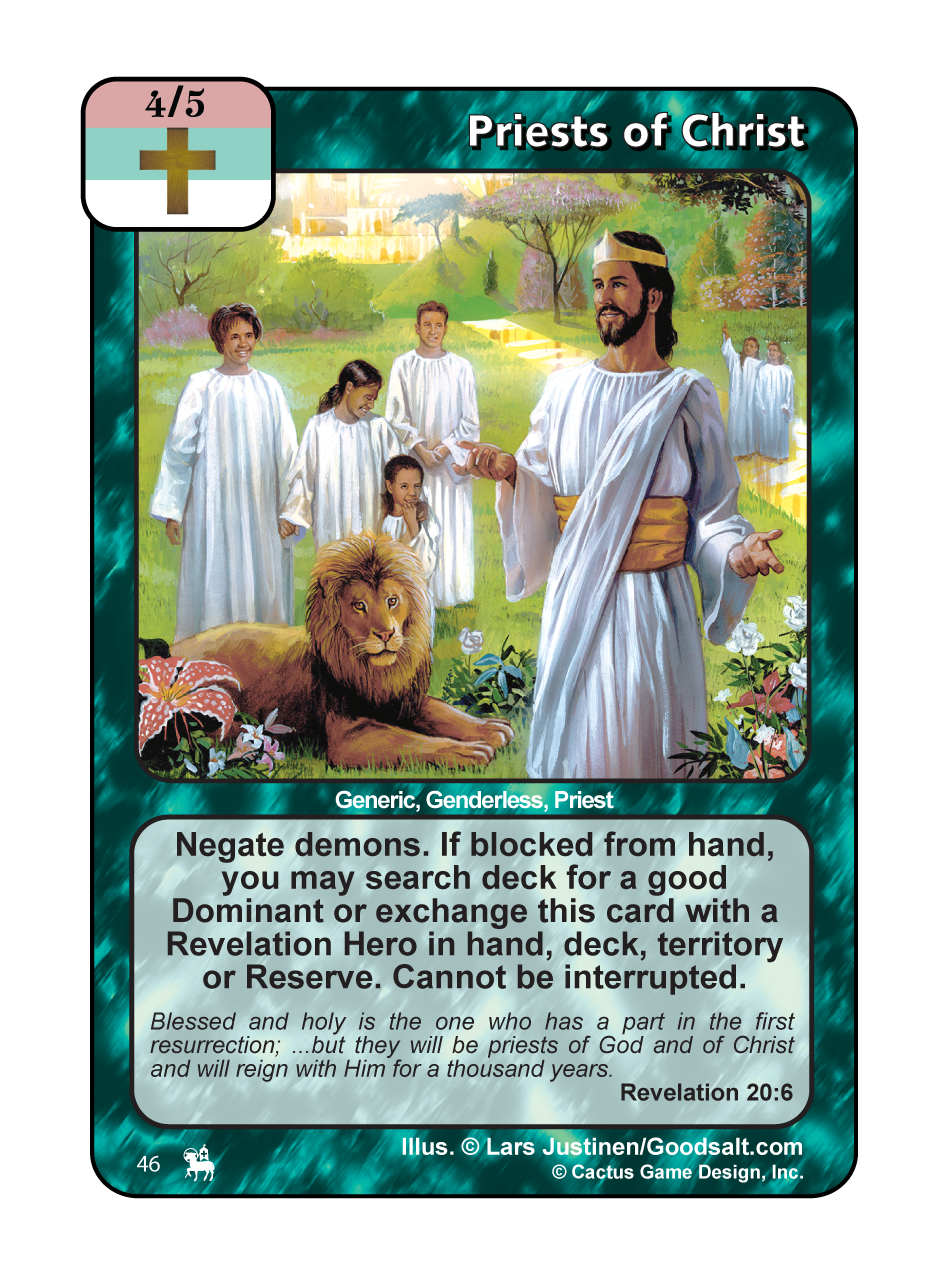 4/5
Priests of Christ
Generic, Genderless, Priest
Negate demons. If blocked from hand,
you may search deck for a good
Dominant or exchange this card with a
Revelation Hero in hand, deck, territory
or Reserve. Cannot be interrupted.
Blessed and holy is the one who has a part in the first
resurrection; ...but they will be priests of God and of Christ
and will reign with Him for a thousand years.
Revelation 20:6
Illus. © Lars Justinen/Goodsalt.com
46
© Cactus Game Design, Inc.